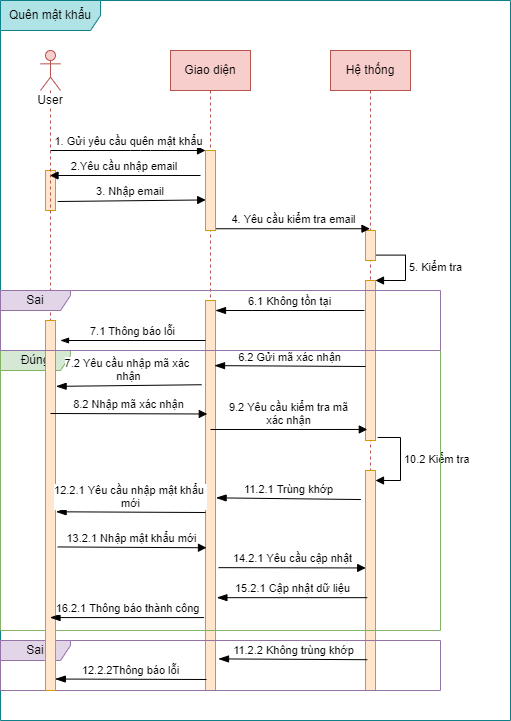 Quên mật khẩu
User
Giao diện
Hệ thống
1. Gửi yêu cầu quên mật khẩu
2.Yêu cầu nhập email
3. Nhập email
4. Yêu cầu kiểm tra email
5. Kiểm tra
Sai
6.1 Không tồn tại
7.1 Thông báo lỗi
Đúng
6.2 Gửi mã xác nhận
7.2 Yêu cầu nhập mã xác
nhận
8.2 Nhập mã xác nhận
9.2 Yêu cầu kiểm tra mã
xác nhận
10.2 Kiểm tra
11.2.1 Trùng khớp
12.2.1 Yêu cầu nhập mật khẩu
mới
13.2.1 Nhập mật khẩu mới
14.2.1 Yêu cầu cập nhật
15.2.1 Cập nhật dữ liệu
16.2.1 Thông báo thành công
Sai
11.2.2 Không trùng khớp
12.2.2Thông báo lỗi